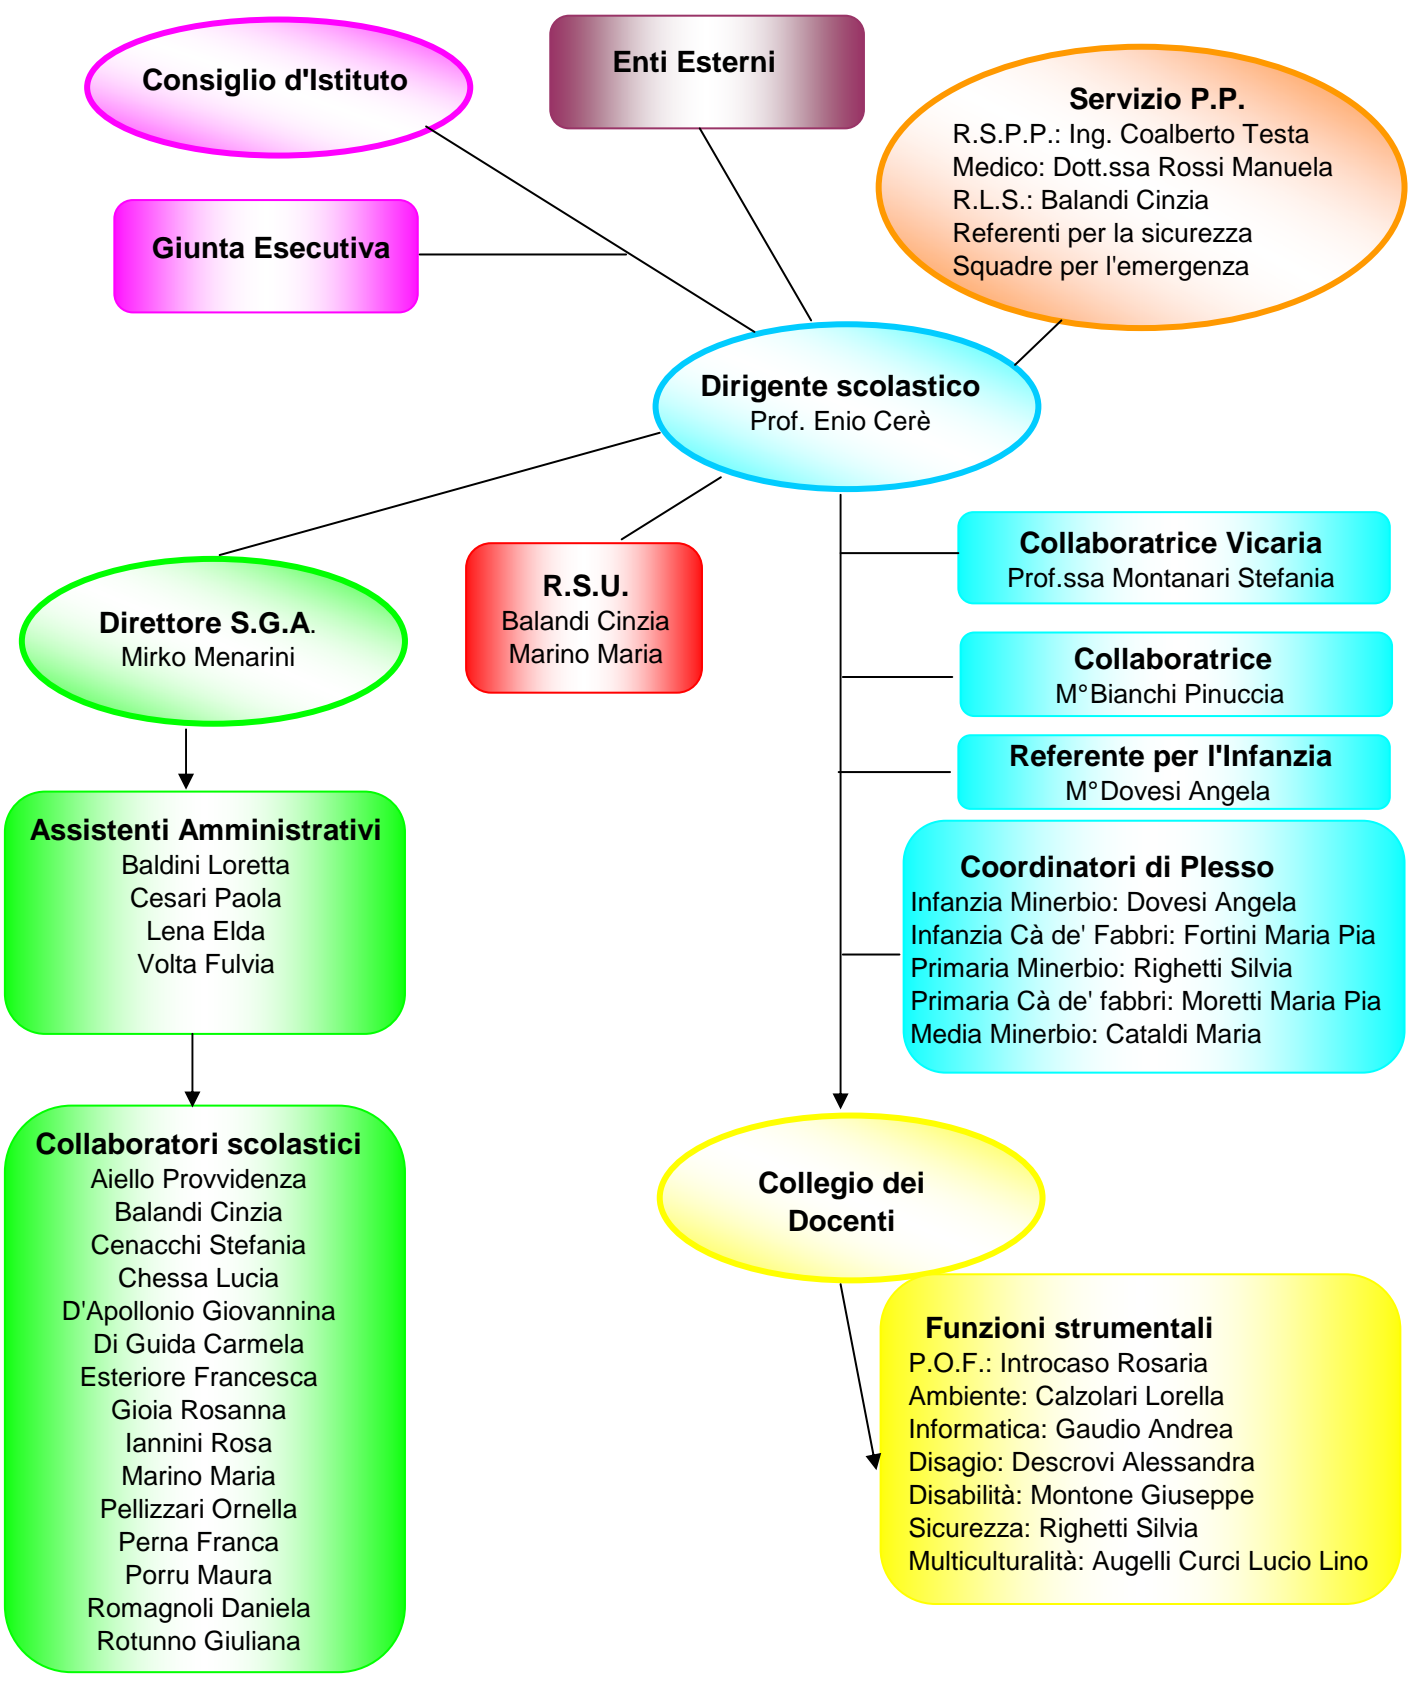 Consiglio d'Istituto
Enti Esterni
Servizio P.P.
R.S.P.P.: Ing. Coalberto Testa
Medico: Dott.ssa Rossi Manuela
R.L.S.: Balandi Cinzia
Referenti per la sicurezza
Squadre per l'emergenza
Giunta Esecutiva
Dirigente scolastico
Prof. Enio Cerè
Direttore S.G.A.
Mirko Menarini
R.S.U.
Balandi Cinzia
Marino Maria
Collaboratrice Vicaria
Prof.ssa Montanari Stefania
Collaboratrice
M°Bianchi Pinuccia
Referente per l'Infanzia
M°Dovesi Angela
Assistenti Amministrativi
Baldini Loretta
Cesari Paola
Lena Elda
Volta Fulvia
Coordinatori di Plesso
Infanzia Minerbio: Dovesi Angela
Infanzia Cà de' Fabbri: Fortini Maria Pia
Primaria Minerbio: Righetti Silvia
Primaria Cà de' fabbri: Moretti Maria Pia
Media Minerbio: Cataldi Maria
Collaboratori scolastici
Aiello Provvidenza
Balandi Cinzia
Cenacchi Stefania
Chessa Lucia
D'Apollonio Giovannina
Di Guida Carmela
Esteriore Francesca
Gioia Rosanna
Iannini Rosa
Marino Maria
Pellizzari Ornella
Perna Franca
Porru Maura
Romagnoli Daniela
Rotunno Giuliana
Collegio dei
Docenti
Funzioni strumentali
P.O.F.: Introcaso Rosaria
Ambiente: Calzolari Lorella
Informatica: Gaudio Andrea
Disagio: Descrovi Alessandra
Disabilità: Montone Giuseppe
Sicurezza: Righetti Silvia
Multiculturalità: Augelli Curci Lucio Lino